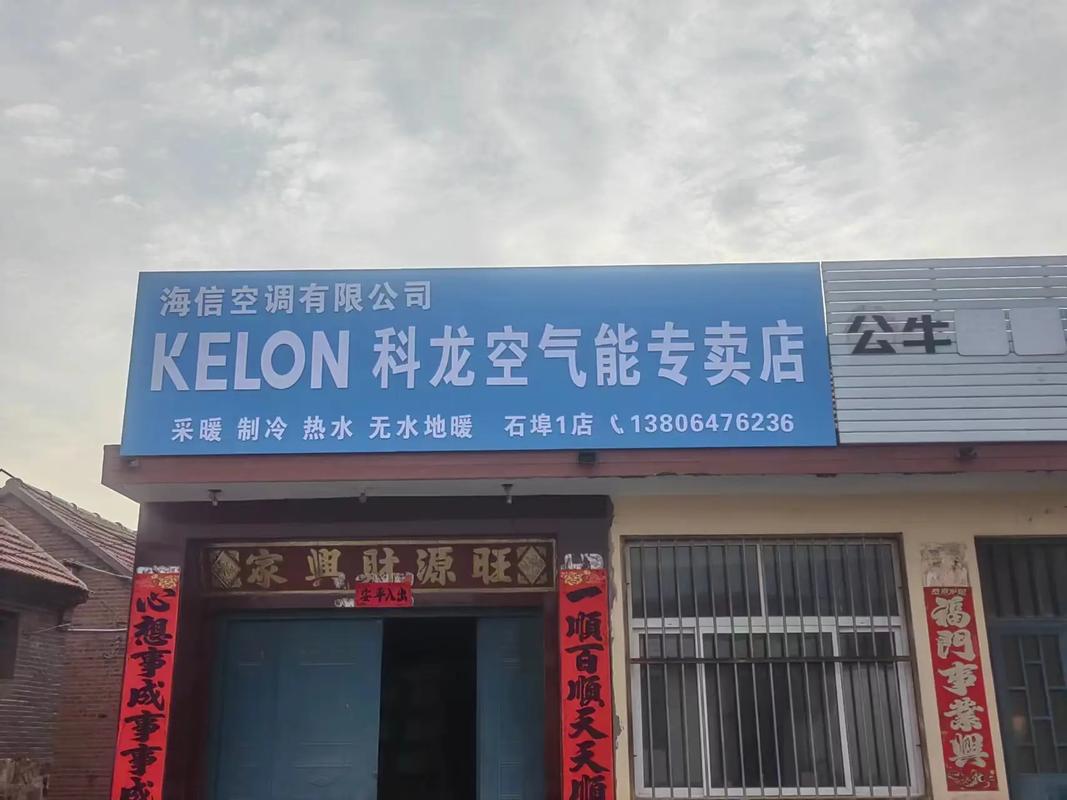 海信空调有限公司
KELON 科龙空气能专卖店
采暖 制冷 热水 无水地暖 石埠1店 13806476236
公牛
家興財源旺
出入平安
一順百順天天順
心想事成事事成
福門事業興